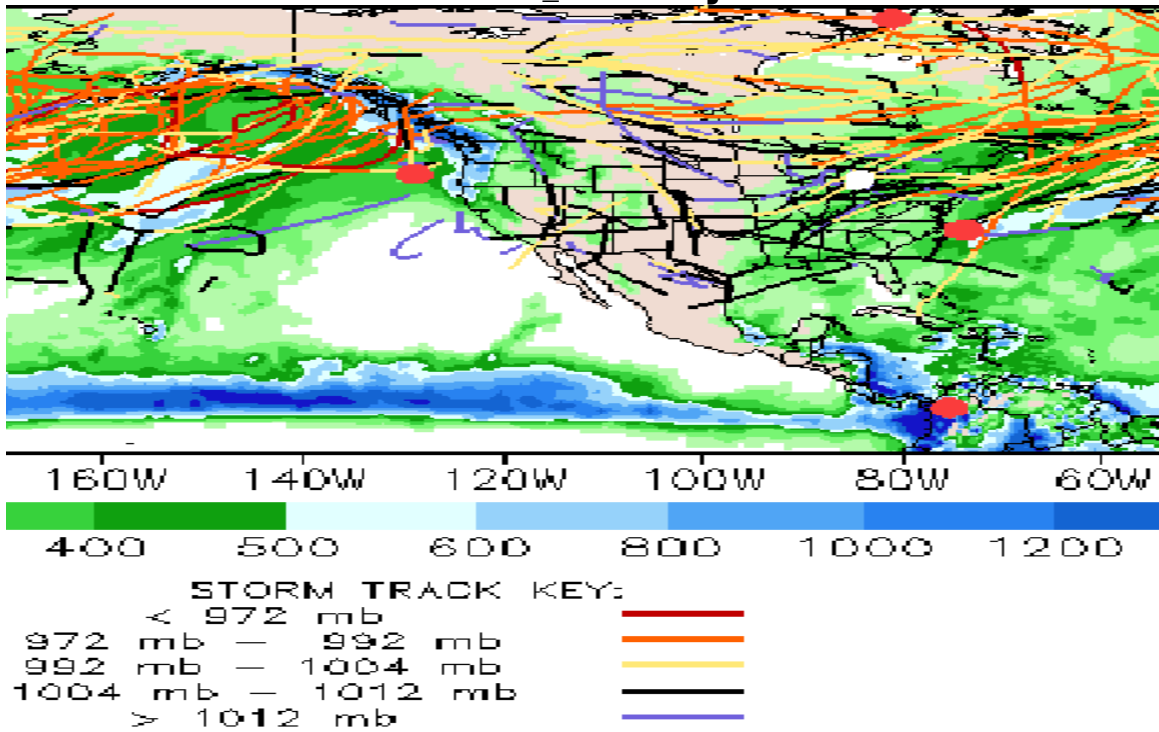 160W 140W 120W 100W 80W 60W
400 500 600 800 1000 1200
STORM TRACK KEY:
< 972 mb
972 mb – 992 mb
992 mb – 1004 mb
1004 mb – 1012 mb
> 1012 mb